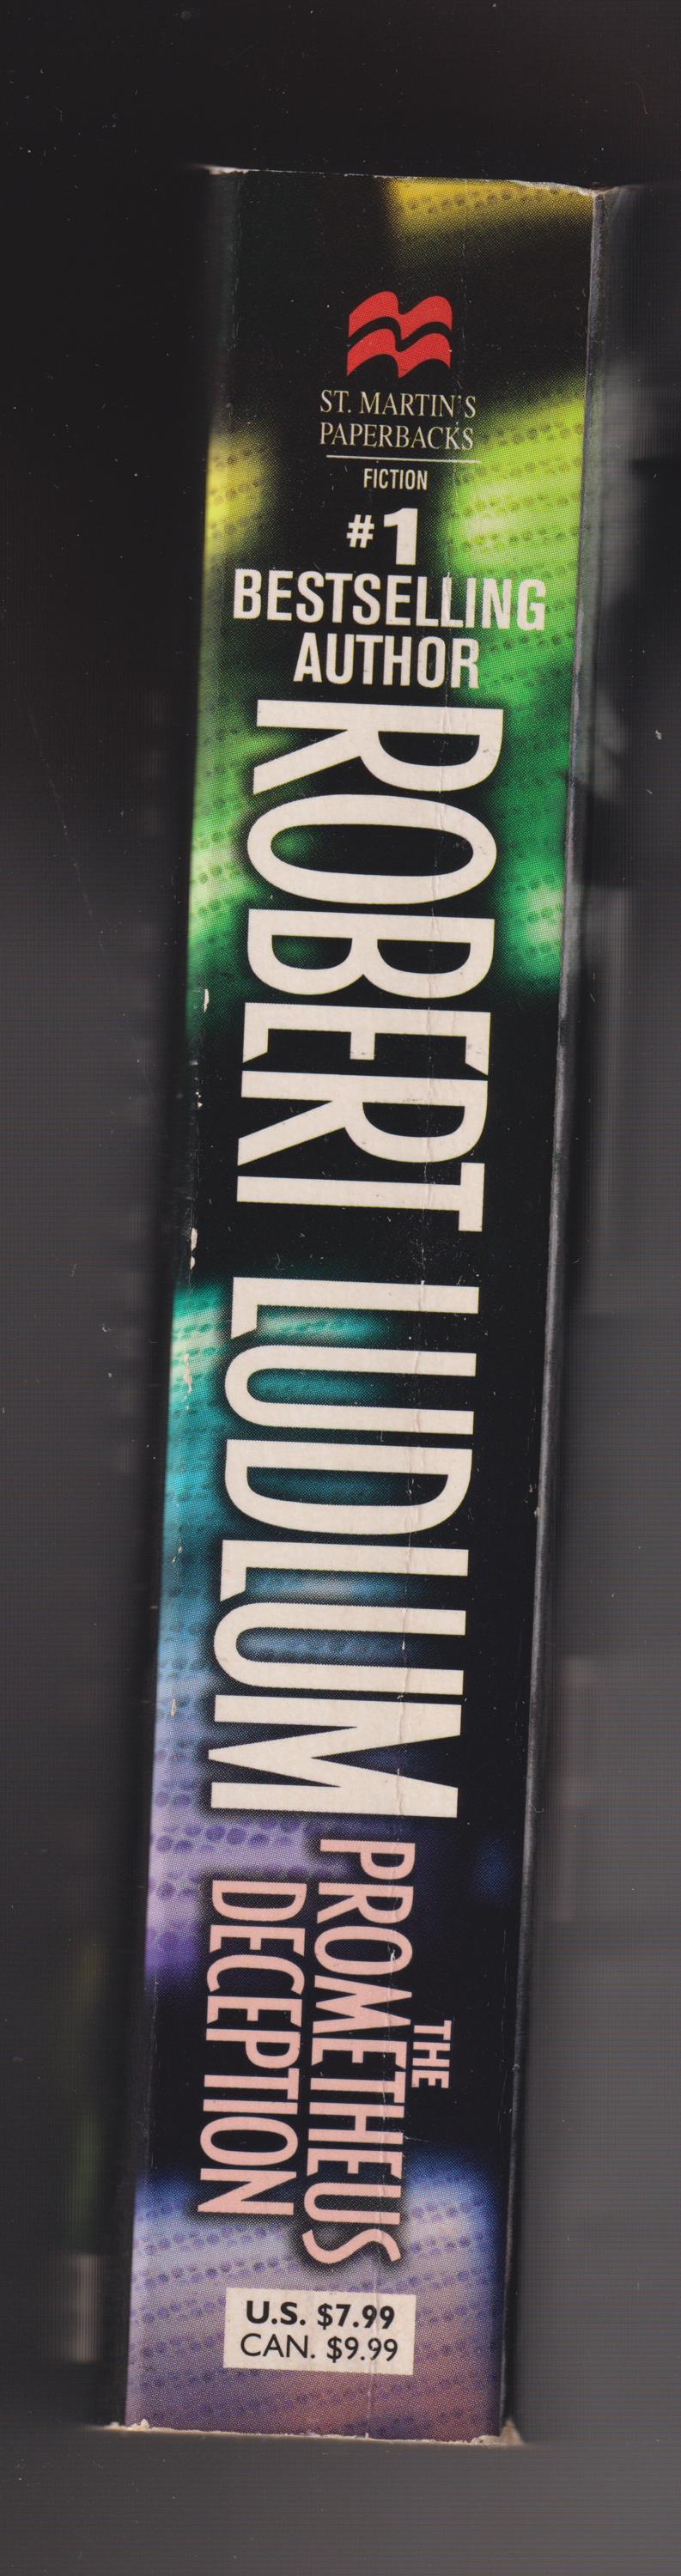 ST. MARTIN'S
PAPERBACKS
FICTION
#1
BESTSELLING
AUTHOR
ROBERT LUDLUM
THE
PROMETHEUS
DECEPTION
U.S. $7.99
CAN. $9.99